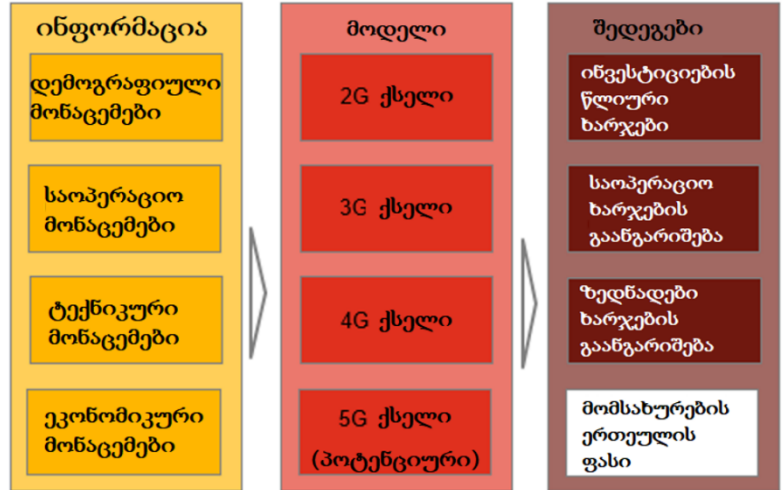 ინფორმაცია
დემოგრაფიული
მონაცემები
საოპერაციო
მონაცემები
ტექნიკური
მონაცემები
ეკონომიკური
მონაცემები
მოდელი
2G ქსელი
3G ქსელი
4G ქსელი
5G ქსელი
(პოტენციური)
შედეგები
ინვესტიციების
წლიური
ხარჯები
საოპერაციო
ხარჯების
გაანგარიშება
ზედნადები
ხარჯების
გაანგარიშება
მომსახურების
ერთეულის
ფასი